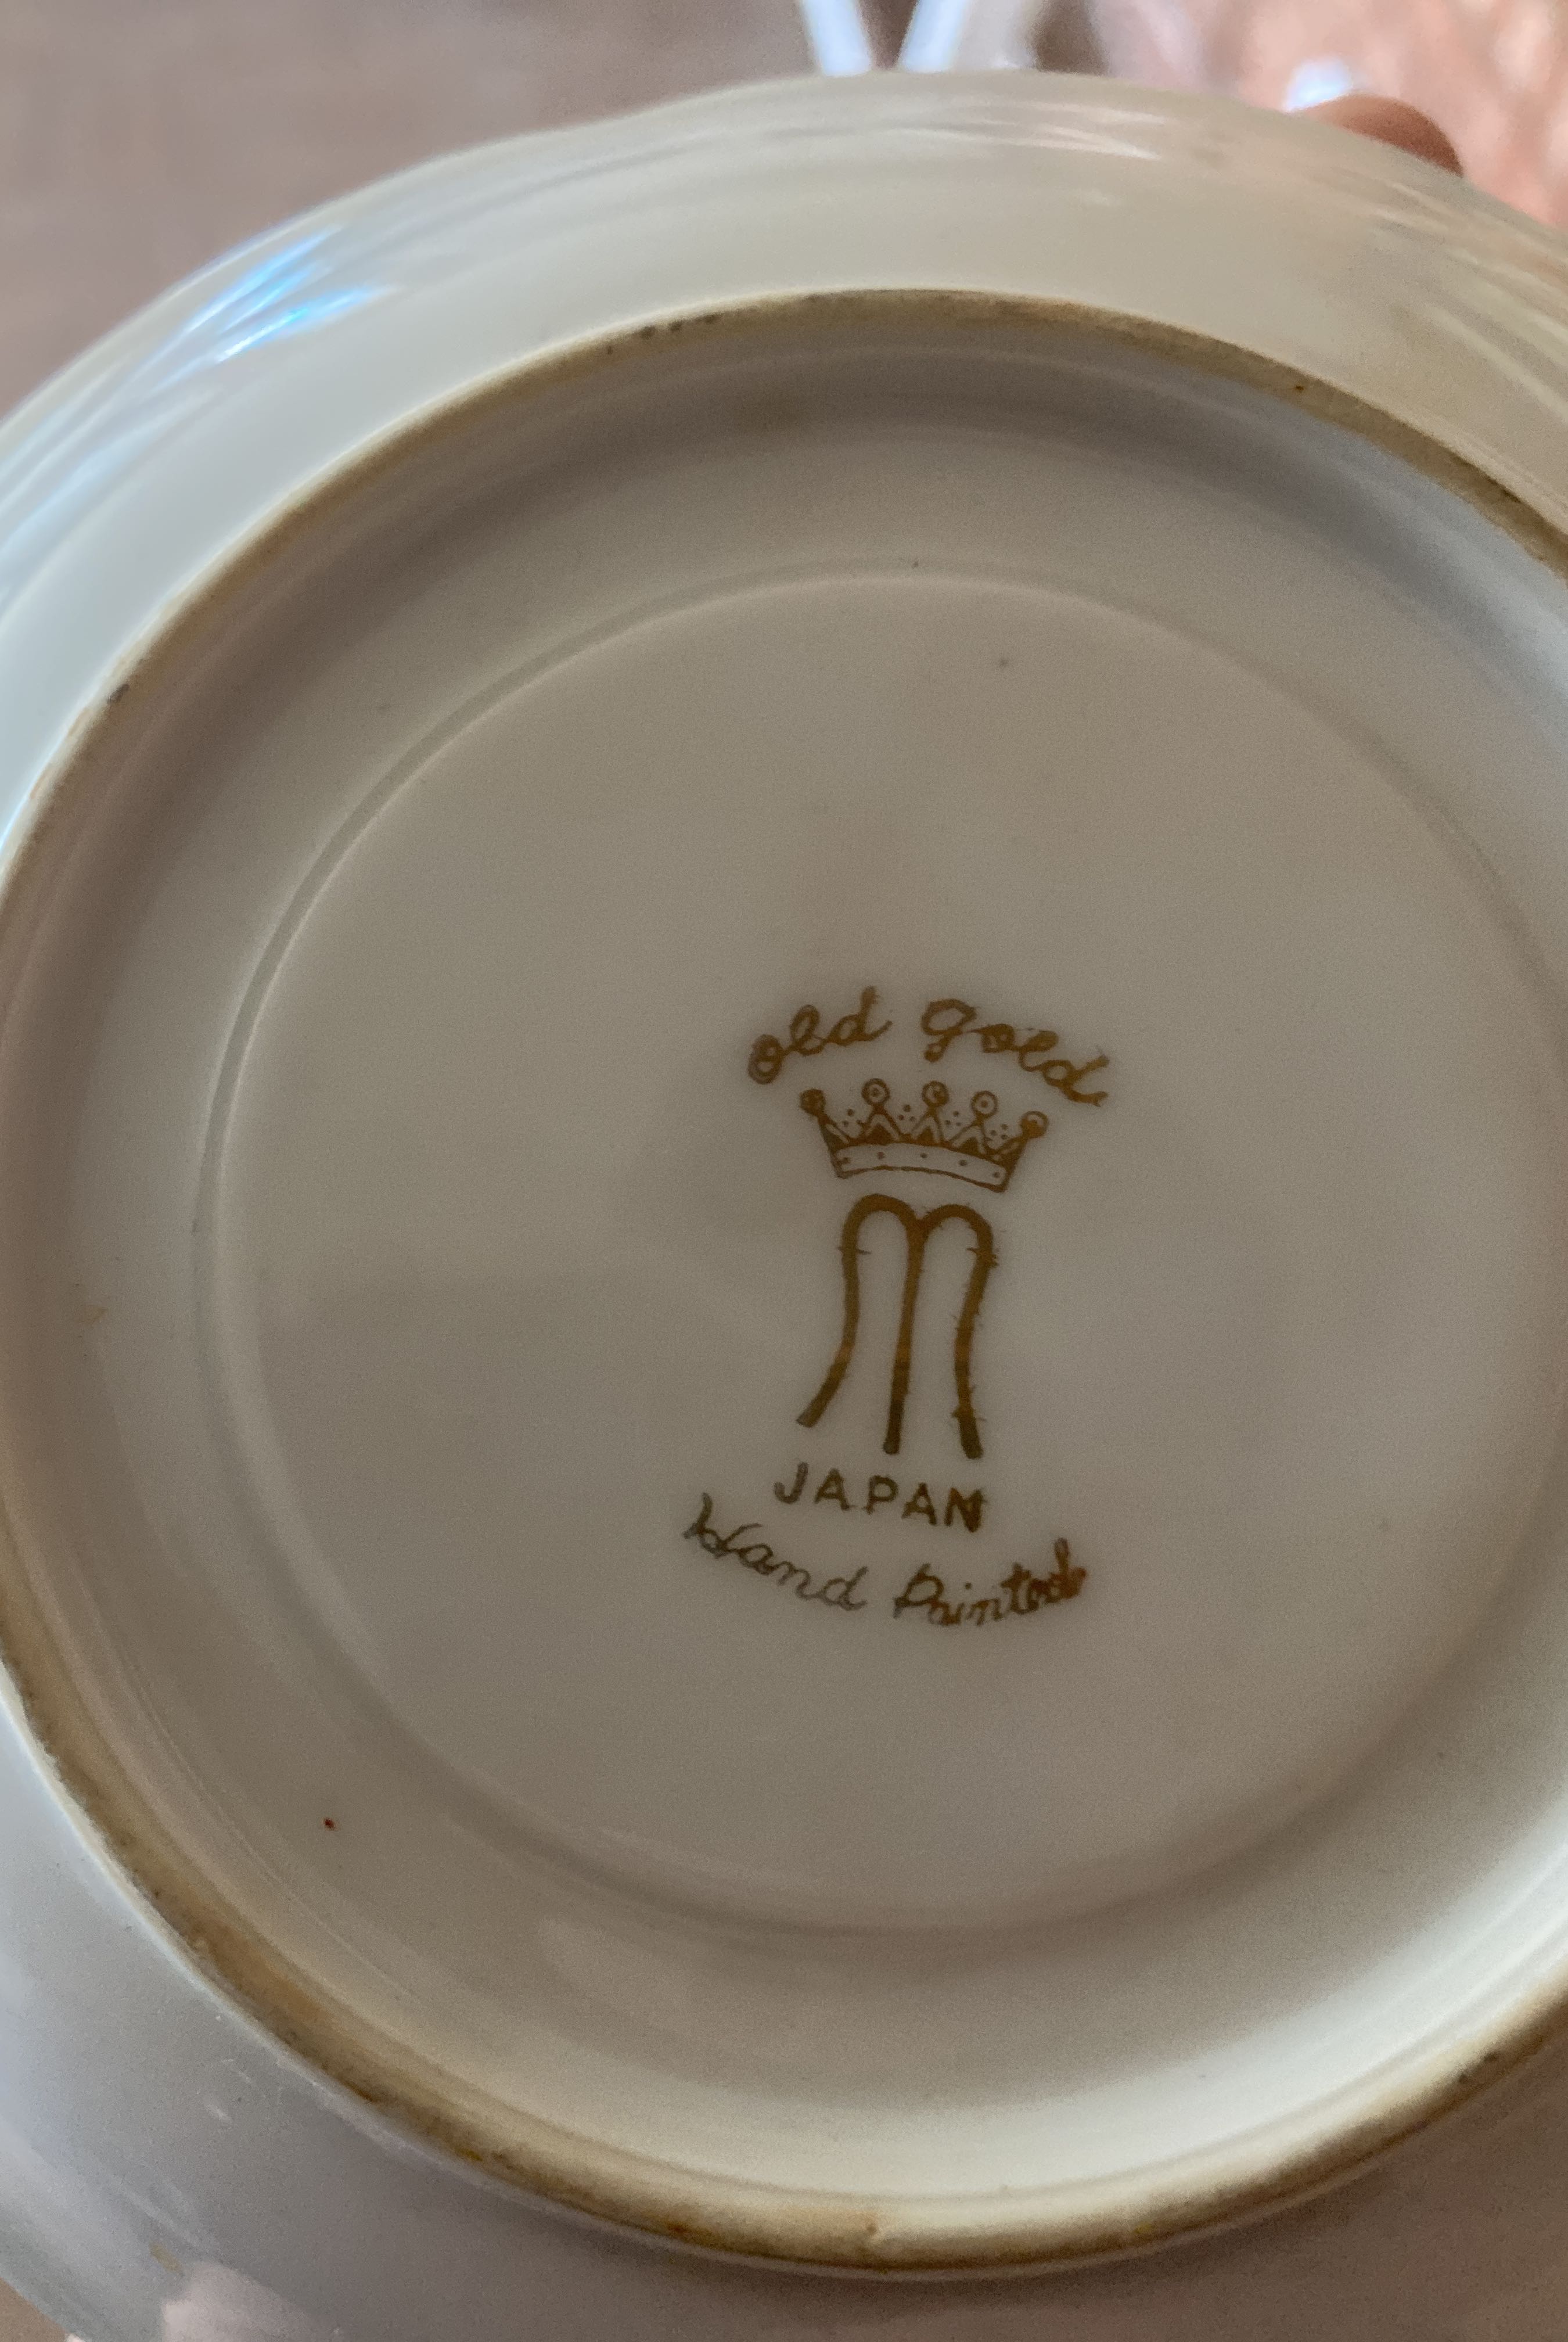 Old Gold
M
JAPAN
Hand Painted